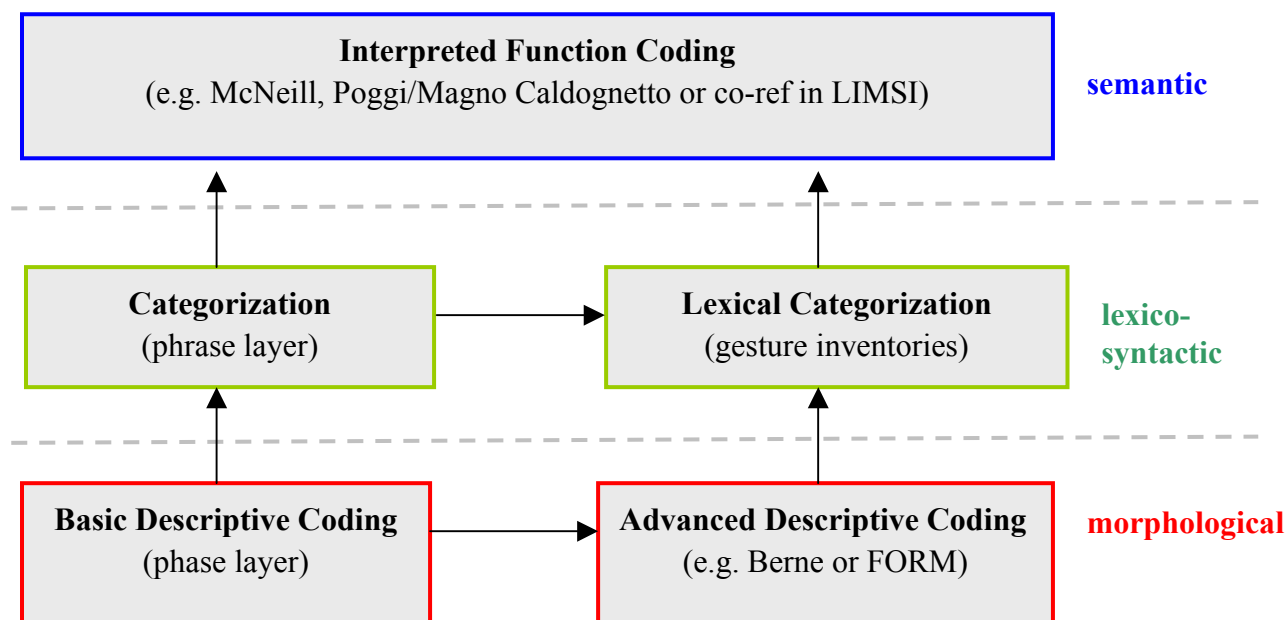 Interpreted Function Coding
(e.g. McNeill, Poggi/Magno Caldognetto or co-ref in LIMSI)
semantic
Categorization
(phrase layer)
Lexical Categorization
(gesture inventories)
lexico-
syntactic
Basic Descriptive Coding
(phase layer)
Advanced Descriptive Coding
(e.g. Berne or FORM)
morphological